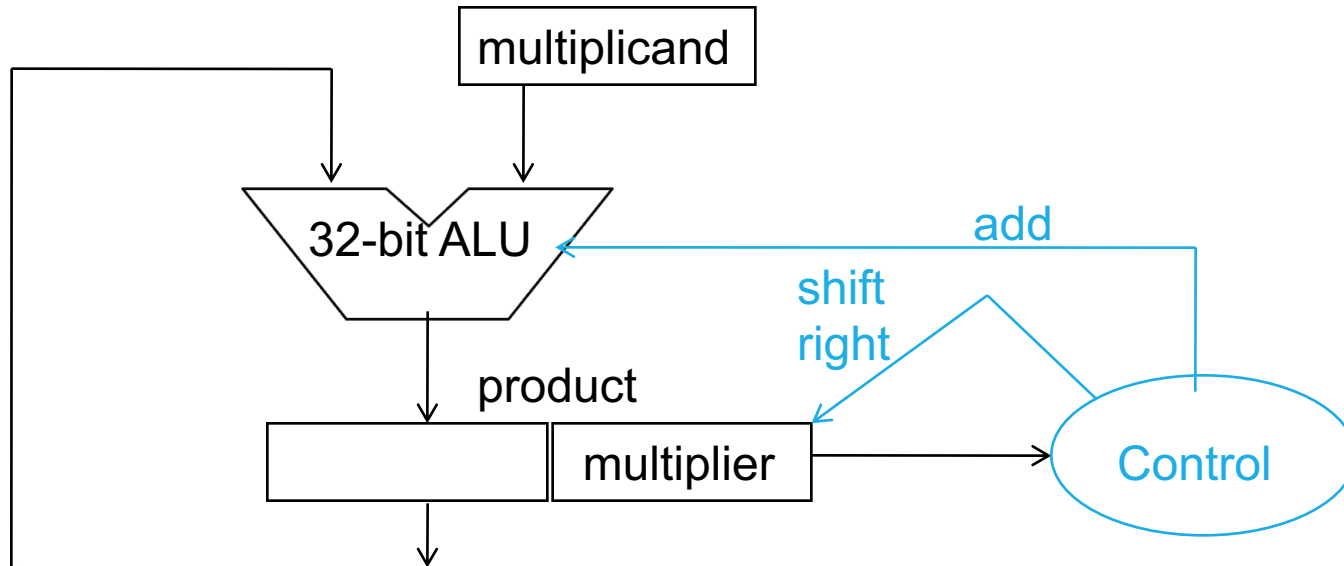 multiplicand
32-bit ALU
add
shift
right
product
multiplier
Control